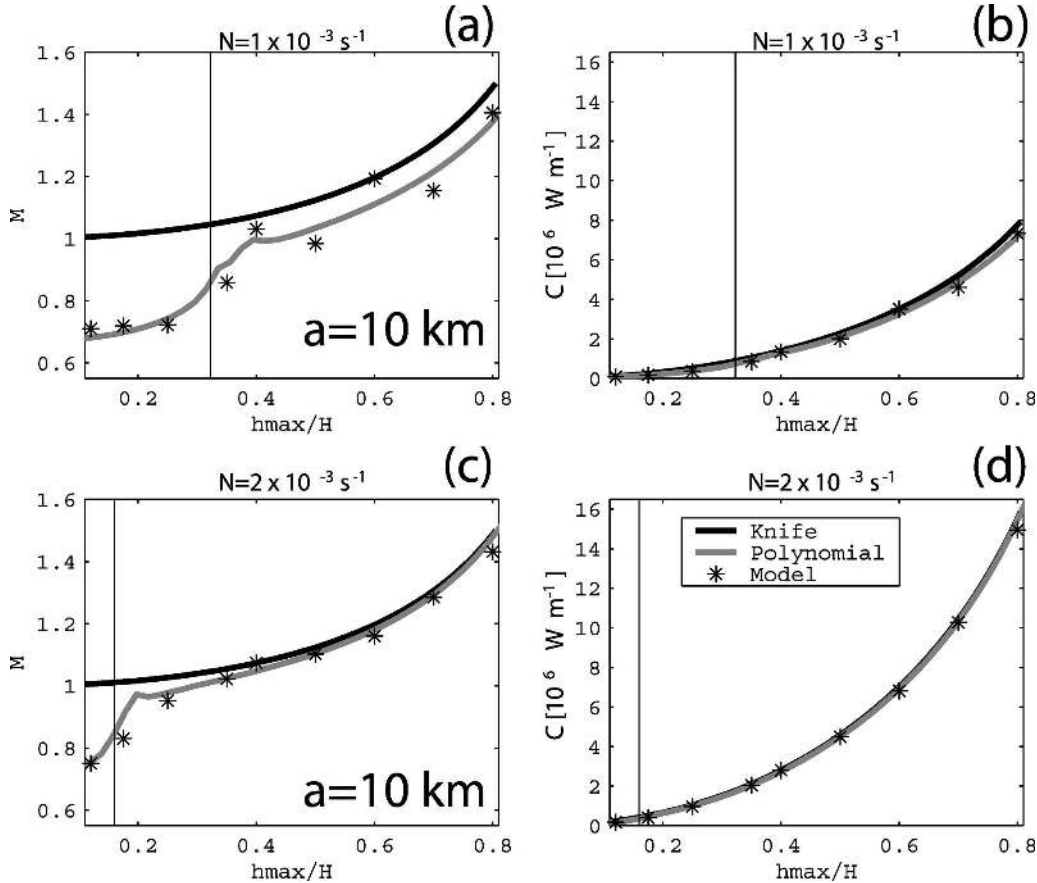 (a)
N=1 x 10 -3 s-1
1.6
1.4
1.2
1
0.8
0.6
M
0.2
0.4
0.6
0.8
hmax/H
a=10 km
(b)
N=1 x 10 -3 s-1
16
14
12
10
8
6
4
2
0
C [10 6 W m-1]
0.2
0.4
0.6
0.8
hmax/H
(c)
N=2 x 10 -3 s-1
1.6
1.4
1.2
1
0.8
0.6
M
0.2
0.4
0.6
0.8
hmax/H
a=10 km
(d)
N=2 x 10 -3 s-1
16
14
12
10
8
6
4
2
0
C [10 6 W m-1]
Knife
Polynomial
Model
0.2
0.4
0.6
0.8
hmax/H